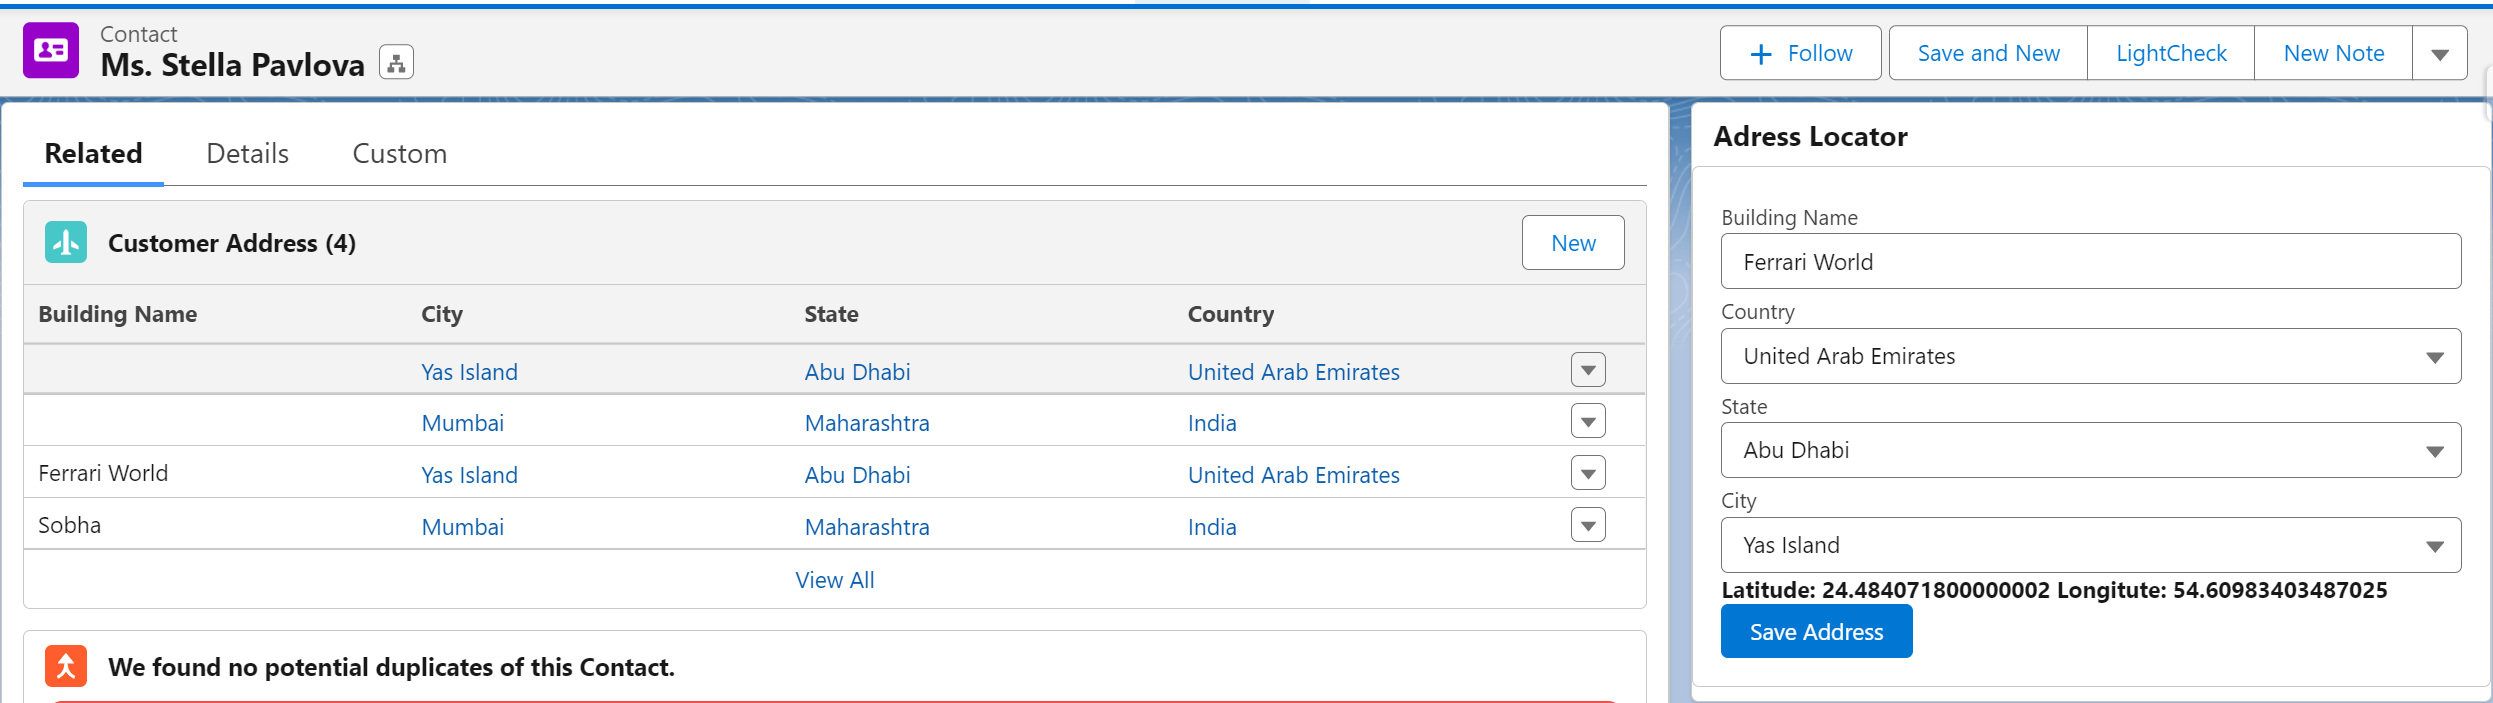 Contact
Ms. Stella Pavlova
Follow
Save and New
LightCheck
New Note
Related
Details
Custom
Customer Address (4)
New
Building Name City State Country
Yas Island Abu Dhabi United Arab Emirates
Mumbai Maharashtra India
Ferrari World Yas Island Abu Dhabi United Arab Emirates
Sobha Mumbai Maharashtra India
View All
We found no potential duplicates of this Contact.
Adress Locator
Building Name
Ferrari World
Country
United Arab Emirates
State
Abu Dhabi
City
Yas Island
Latitude: 24.484071800000002 Longitute: 54.60983403487025
Save Address